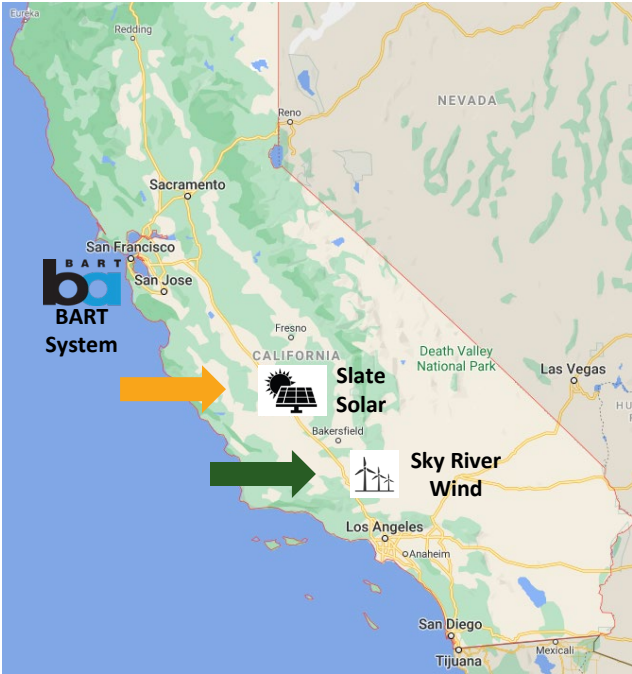 Eureka
Redding
NEVADA
Reno
Sacramento
San Francisco
BART
ba
San Jose
BART
System
Fresno
CALIFORNIA
Death Valley
National Park
Las Vegas
Slate
Solar
Bakersfield
Sky River
Wind
Los Angeles
Anaheim
San Diego
Tijuana
Mexicali